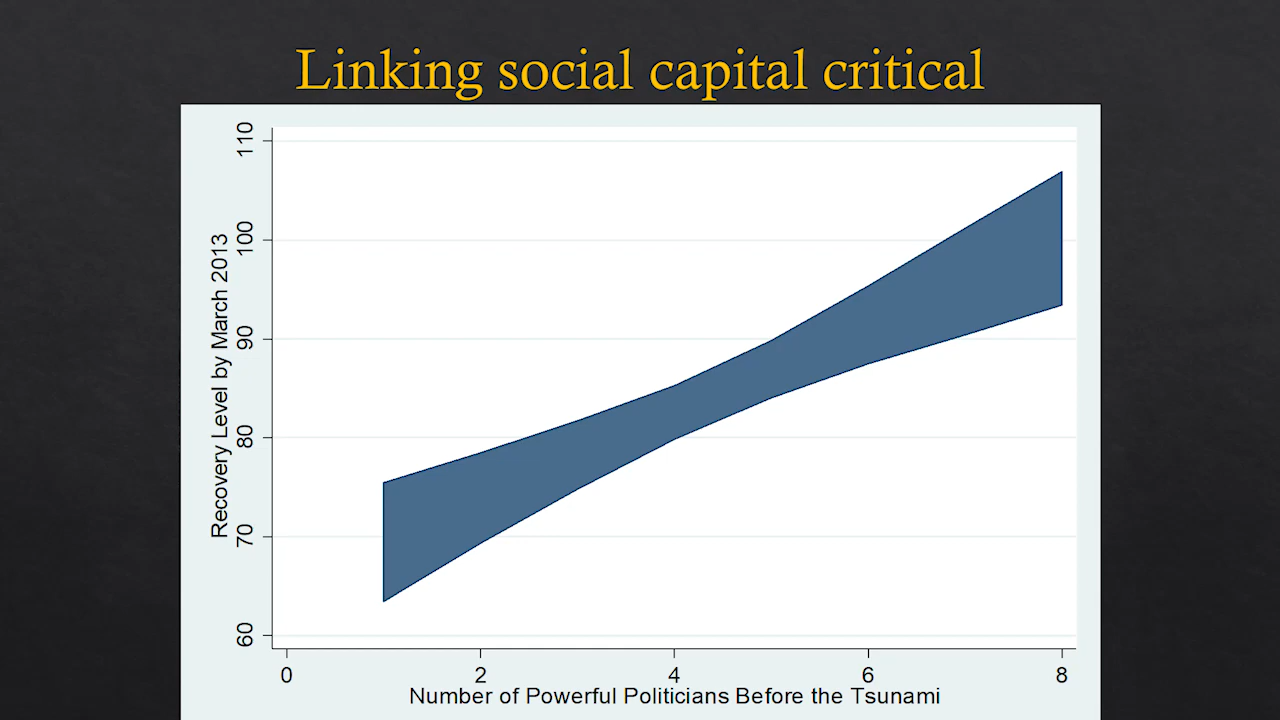 Linking social capital critical
110
100
90
80
70
60
Recovery Level by March 2013
0 2 4 6 8
Number of Powerful Politicians Before the Tsunami